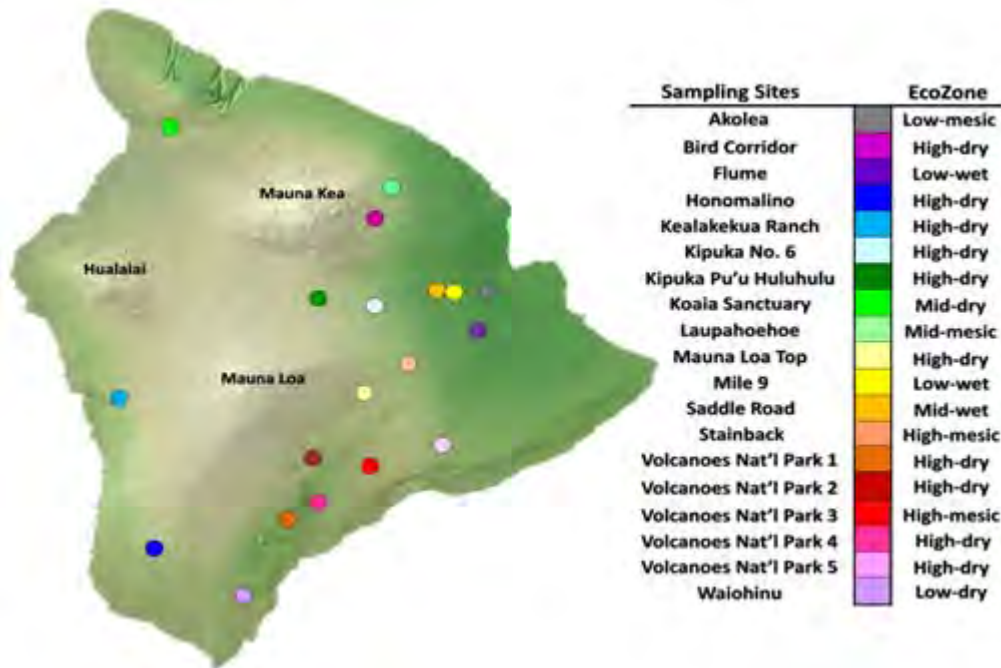 Mauna Kea
Hualalai
Mauna Loa
Sampling Sites EcoZone
Akolea Low-mesic
Bird Corridor High-dry
Flume Low-wet
Honomalino High-dry
Kealakekua Ranch High-dry
Kipuka No. 6 High-dry
Kipuka Pu'u Huluhulu High-dry
Koaia Sanctuary Mid-dry
Laupahoehoe Mid-mesic
Mauna Loa Top High-dry
Mile 9 Low-wet
Saddle Road Mid-wet
Stainback High-mesic
Volcanoes Nat'l Park 1 High-dry
Volcanoes Nat'l Park 2 High-dry
Volcanoes Nat'l Park 3 High-mesic
Volcanoes Nat'l Park 4 High-dry
Volcanoes Nat'l Park 5 High-dry
Waiohinu Low-dry